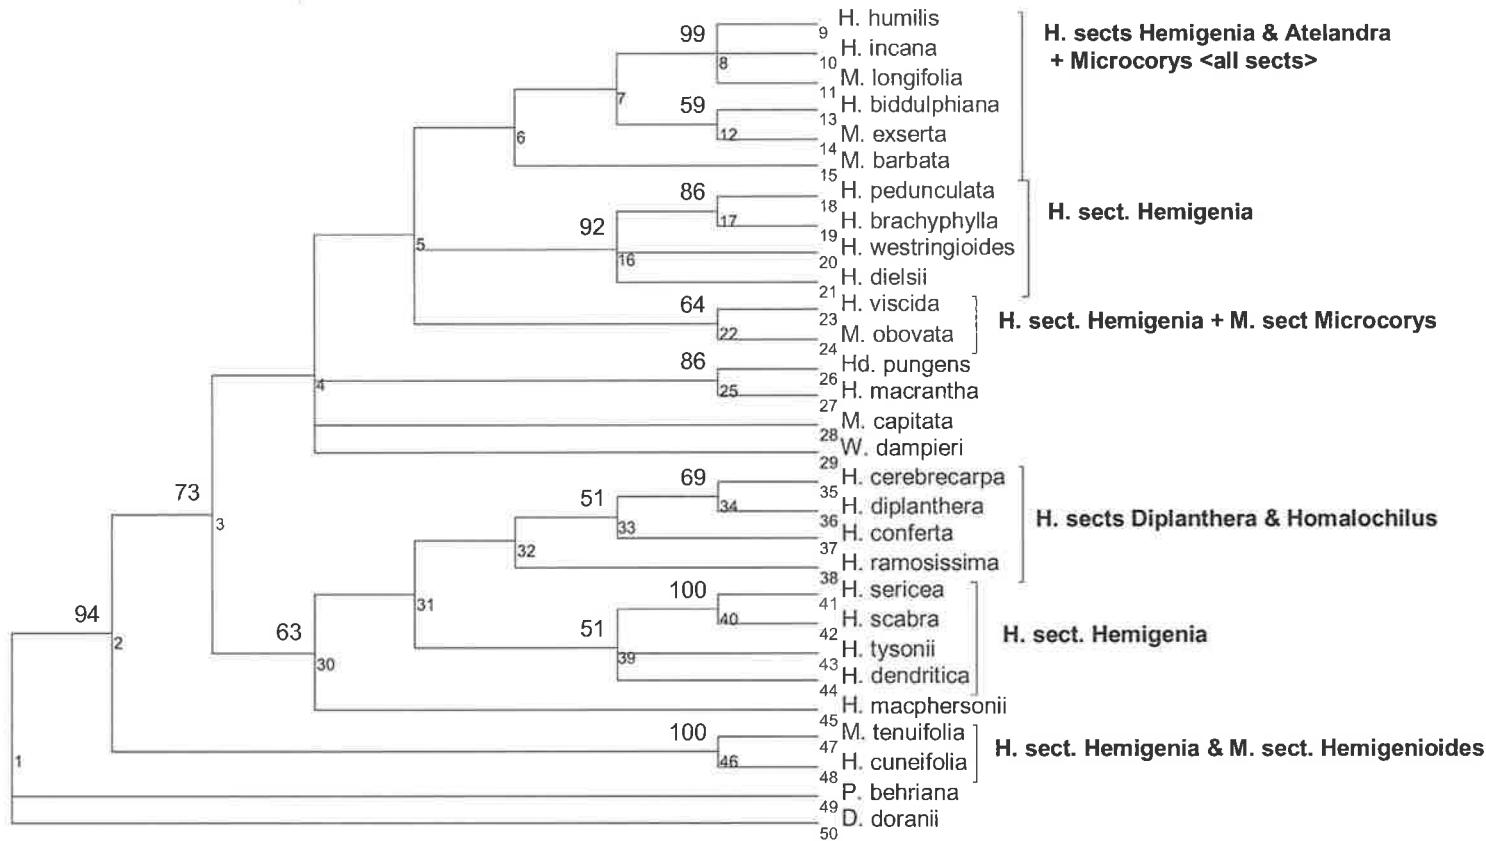 H. humilis
99
9
H. sects Hemigenia & Atelandra
+ Microcorys <all sects>
H. incana
8
10
M. longifolia
7
11
59
H. biddulphiana
13
12
M. exserta
6
14
M. barbata
15
86
H. pedunculata
18
H. sect. Hemigenia
92
17
H. brachyphylla
19
5
H. westringioides
16
20
H. dielsii
21
64
H. viscida
23
H. sect. Hemigenia + M. sect Microcorys
22
M. obovata
24
86
Hd. pungens
26
4
25
H. macrantha
27
M. capitata
28
W. dampieri
29
69
H. cerebrecarpa
73
35
51
34
H. diplanthera
36
H. sects Diplanthera & Homalochilus
3
33
H. conferta
37
32
H. ramosissima
38
100
H. sericea
41
31
94
40
H. scabra
42
63
51
H. sect. Hemigenia
2
H. tysonii
30
39
43
H. dendritica
44
H. macphersonii
45
100
M. tenuifolia
47
H. sect. Hemigenia & M. sect. Hemigenioides
1
46
H. cuneifolia
48
P. behriana
49
D. doranii
50